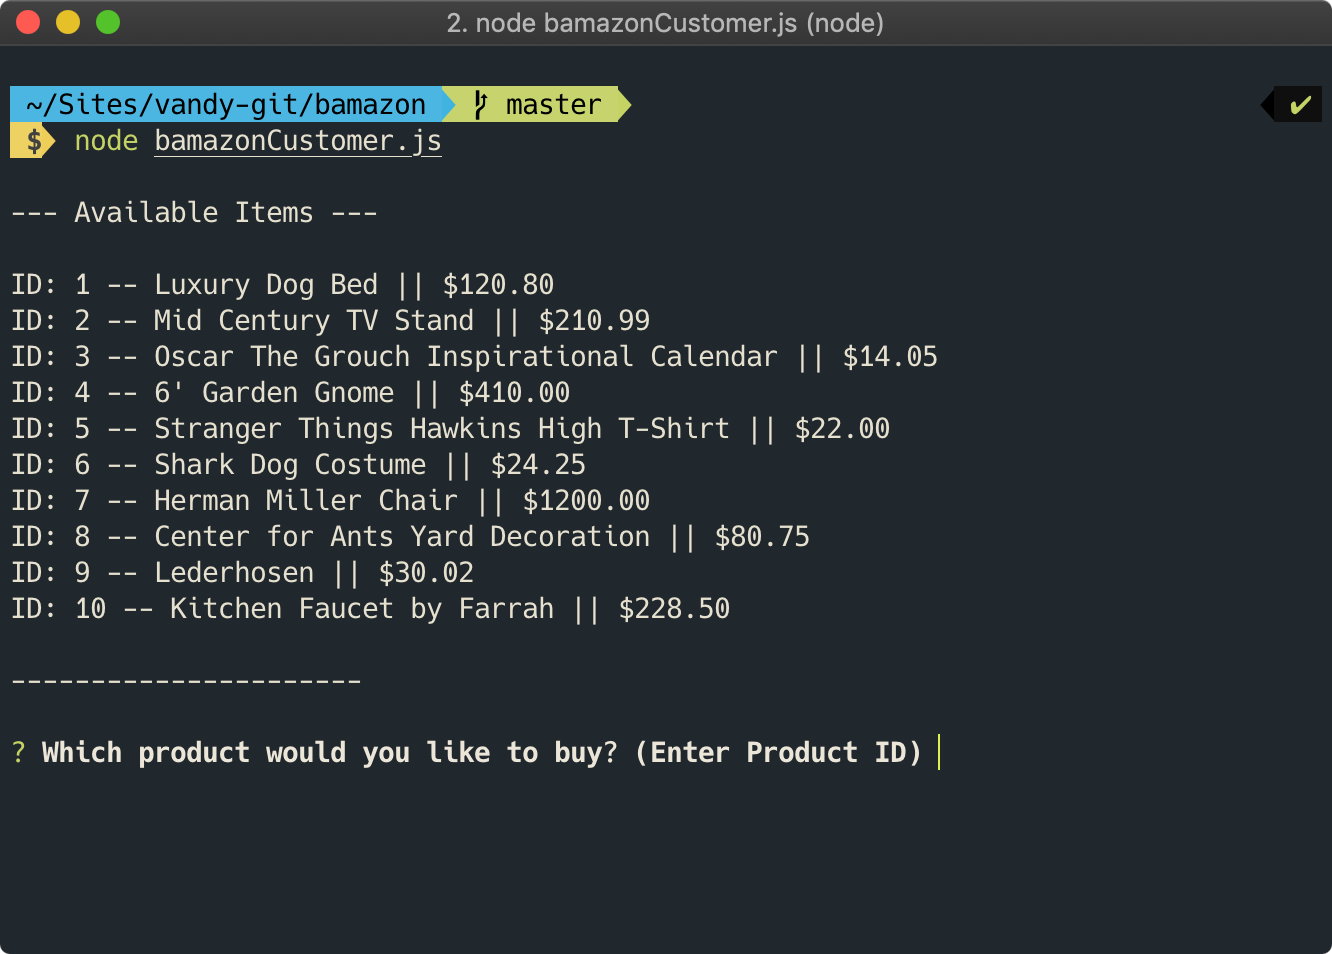 2. node bamazonCustomer.js (node)
~/Sites/vandy-git/bamazon master ✔
$ node bamazonCustomer.js
--- Available Items ---
ID: 1 -- Luxury Dog Bed || $120.80
ID: 2 -- Mid Century TV Stand || $210.99
ID: 3 -- Oscar The Grouch Inspirational Calendar || $14.05
ID: 4 -- 6' Garden Gnome || $410.00
ID: 5 -- Stranger Things Hawkins High T-Shirt || $22.00
ID: 6 -- Shark Dog Costume || $24.25
ID: 7 -- Herman Miller Chair || $1200.00
ID: 8 -- Center for Ants Yard Decoration || $80.75
ID: 9 -- Lederhosen || $30.02
ID: 10 -- Kitchen Faucet by Farrah || $228.50
----------------------
? Which product would you like to buy? (Enter Product ID)